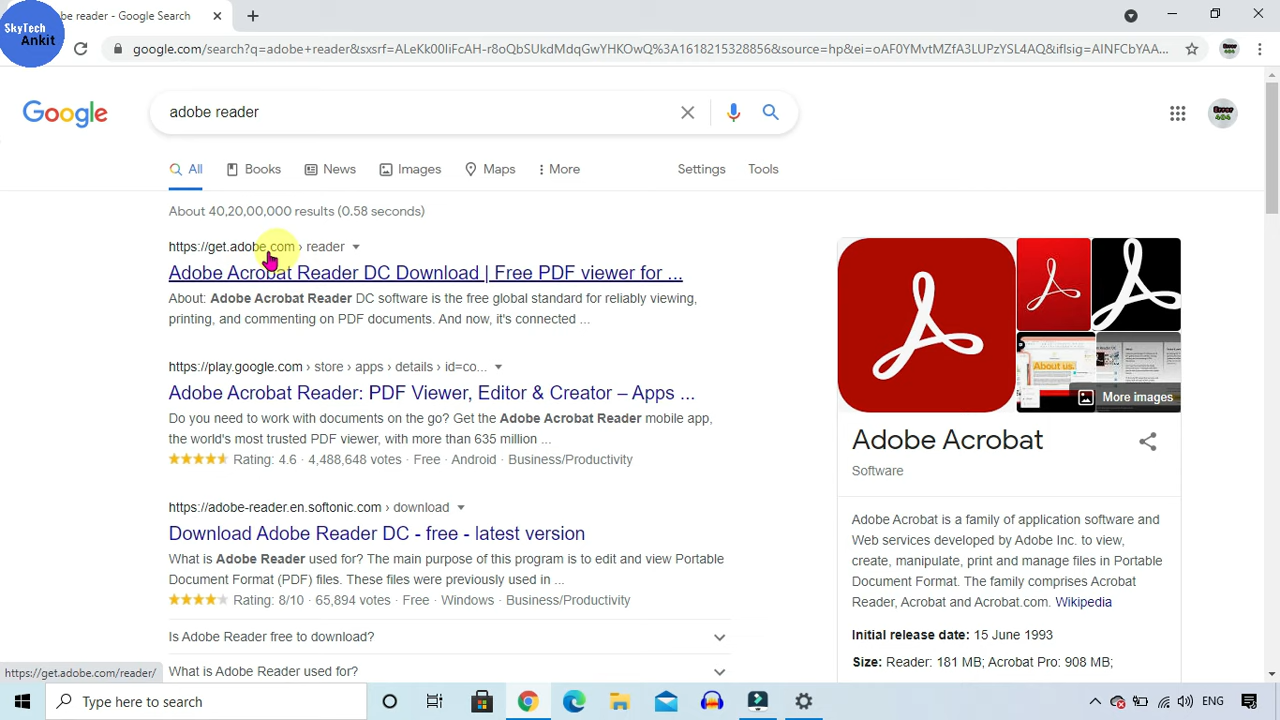 be reader - Google Search
SkyTech
Ankit
google.com/search?q=adobe+reader&sxsrf=ALeKk00IiFcAH-r8oQbSUkdMdqGwYHKOwQ%3A1618215328856&source=hp&ei=oAF0YMvtMZfA3LUPzYSL4AQ&iflsig=AINFCbYAA...
Google
adobe reader
All
Books
News
Images
Maps
More
Settings
Tools
About 40,20,00,000 results (0.58 seconds)
https://get.adobe.com › reader
Adobe Acrobat Reader DC Download | Free PDF viewer for ...
About: Adobe Acrobat Reader DC software is the free global standard for reliably viewing,
printing, and commenting on PDF documents. And now, it's connected ...
https://play.google.com › store › apps › details › id=co...
Adobe Acrobat Reader: PDF Viewer, Editor & Creator – Apps ...
Do you need to work with documents on the go? Get the Adobe Acrobat Reader mobile app,
the world's most trusted PDF viewer, with more than 635 million ...
Rating: 4.6 · 4,488,648 votes · Free · Android · Business/Productivity
https://adobe-reader.en.softonic.com › download
Download Adobe Reader DC - free - latest version
What is Adobe Reader used for? The main purpose of this program is to edit and view Portable
Document Format (PDF) files. These files were previously used in ...
Rating: 8/10 · 65,894 votes · Free · Windows · Business/Productivity
Is Adobe Reader free to download?
What is Adobe Reader used for?
About us.
More images
Adobe Acrobat
Software
Adobe Acrobat is a family of application software and
Web services developed by Adobe Inc. to view,
create, manipulate, print and manage files in Portable
Document Format. The family comprises Acrobat
Reader, Acrobat and Acrobat.com. Wikipedia
Initial release date: 15 June 1993
Size: Reader: 181 MB; Acrobat Pro: 908 MB;
https://get.adobe.com/reader/
Type here to search
ENG